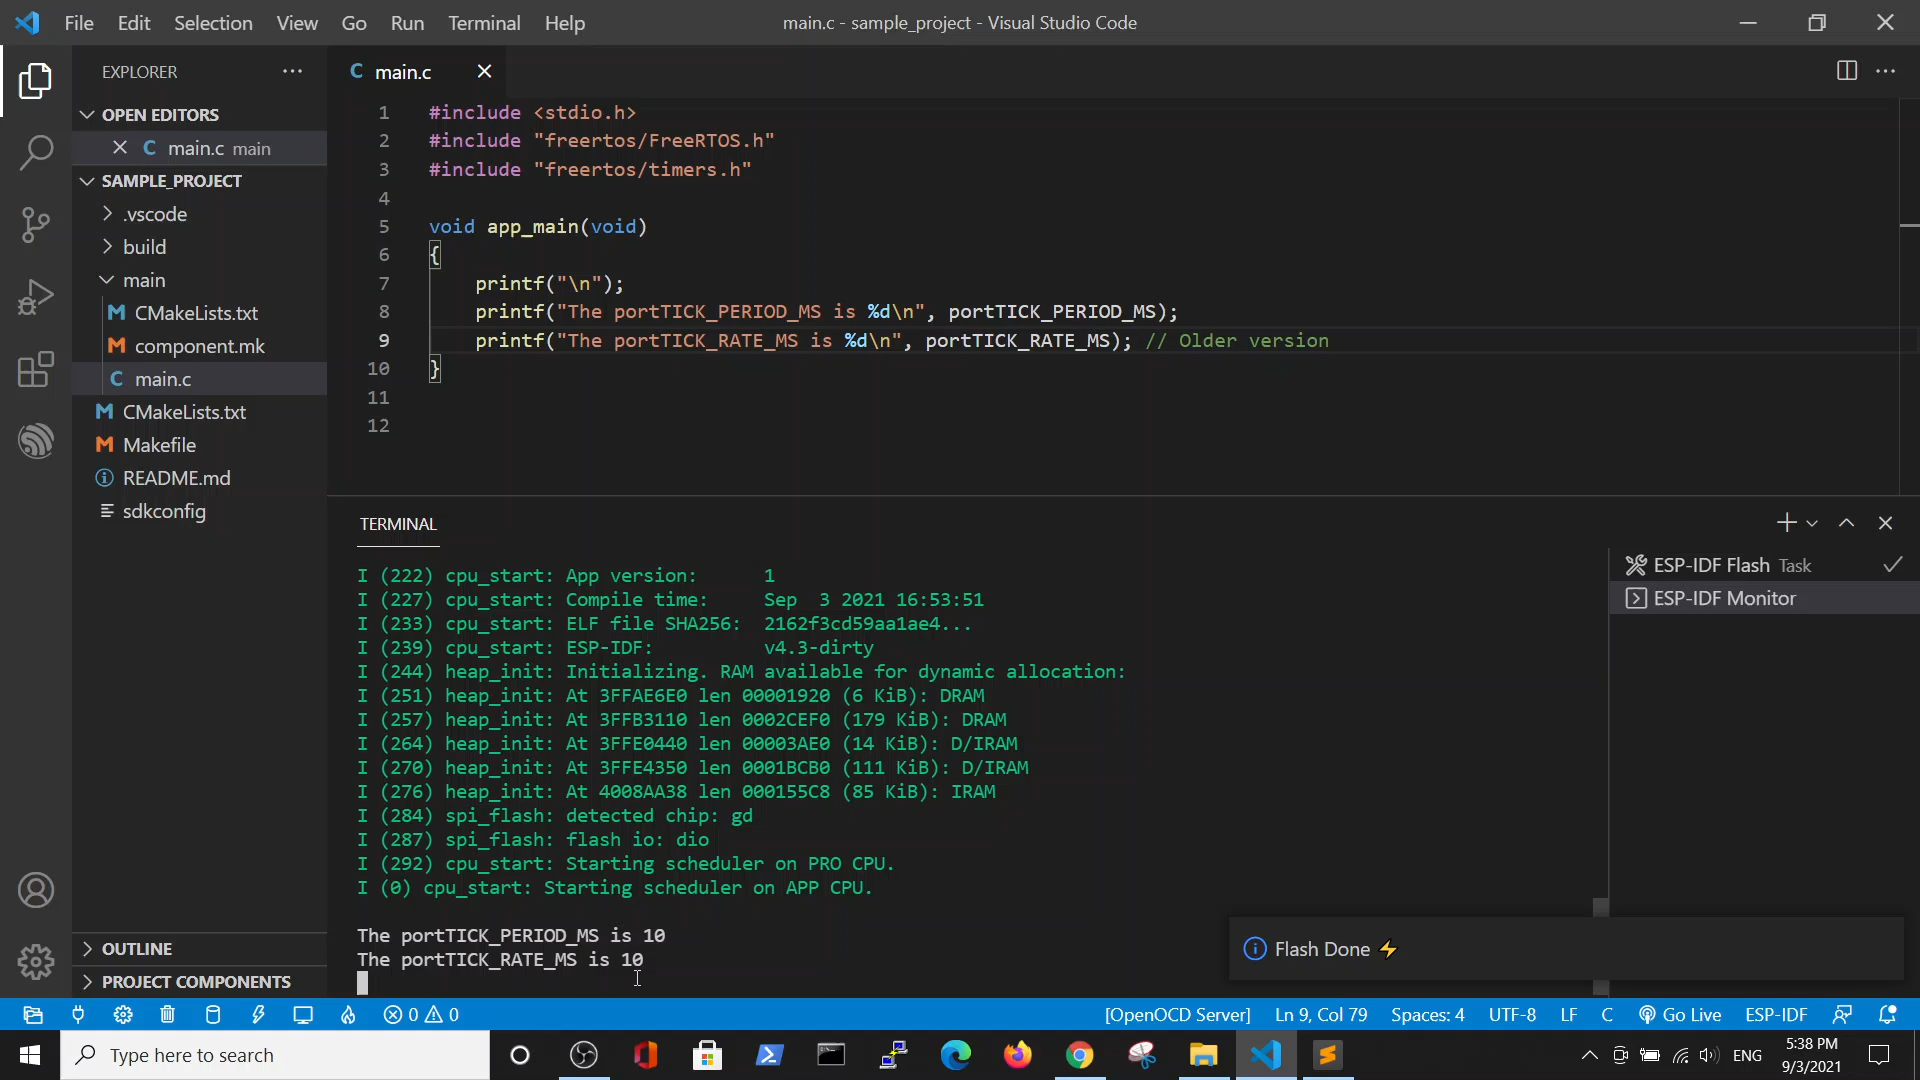 File Edit Selection View Go Run Terminal Help main.c - sample_project - Visual Studio Code
EXPLORER
OPEN EDITORS
main.c main
SAMPLE_PROJECT
.vscode
build
main
CMakeLists.txt
component.mk
main.c
CMakeLists.txt
Makefile
README.md
sdkconfig
OUTLINE
PROJECT COMPONENTS
main.c
1 #include <stdio.h>
2 #include "freertos/FreeRTOS.h"
3 #include "freertos/timers.h"
4
5 void app_main(void)
6 {
7 printf("\n");
8 printf("The portTICK_PERIOD_MS is %d\n", portTICK_PERIOD_MS);
9 printf("The portTICK_RATE_MS is %d\n", portTICK_RATE_MS); // Older version
10 }
11
12
TERMINAL
I (222) cpu_start: App version: 1
I (227) cpu_start: Compile time: Sep 3 2021 16:53:51
I (233) cpu_start: ELF file SHA256: 2162f3cd59aa1ae4...
I (239) cpu_start: ESP-IDF: v4.3-dirty
I (244) heap_init: Initializing. RAM available for dynamic allocation:
I (251) heap_init: At 3FFAE6E0 len 00001920 (6 KiB): DRAM
I (257) heap_init: At 3FFB3110 len 0002CEF0 (179 KiB): DRAM
I (264) heap_init: At 3FFE0440 len 00003AE0 (14 KiB): D/IRAM
I (270) heap_init: At 3FFE4350 len 0001BCB0 (111 KiB): D/IRAM
I (276) heap_init: At 4008AA38 len 000155C8 (85 KiB): IRAM
I (284) spi_flash: detected chip: gd
I (287) spi_flash: flash io: dio
I (292) cpu_start: Starting scheduler on PRO CPU.
I (0) cpu_start: Starting scheduler on APP CPU.
The portTICK_PERIOD_MS is 10
The portTICK_RATE_MS is 10
ESP-IDF Flash Task
ESP-IDF Monitor
Flash Done
0 0 [OpenOCD Server] Ln 9, Col 79 Spaces: 4 UTF-8 LF C Go Live ESP-IDF
Type here to search
ENG
5:38 PM
9/3/2021